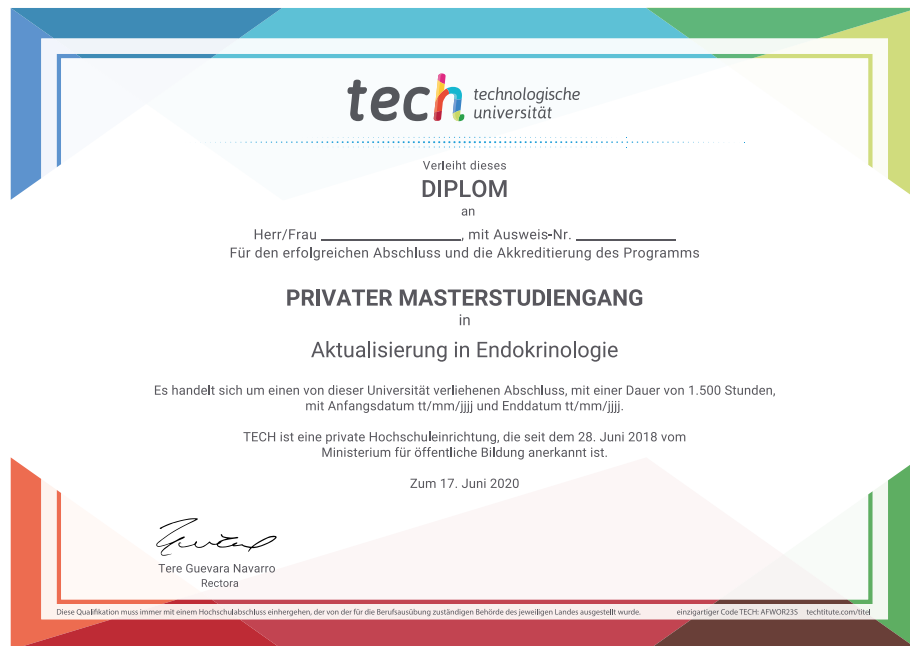 tech technologische
universität
Verleiht dieses
DIPLOM
an
Herr/Frau ____________________, mit Ausweis-Nr. ______________
Für den erfolgreichen Abschluss und die Akkreditierung des Programms
PRIVATER MASTERSTUDIENGANG
in
Aktualisierung in Endokrinologie
Es handelt sich um einen von dieser Universität verliehenen Abschluss, mit einer Dauer von 1.500 Stunden,
mit Anfangsdatum tt/mm/jjjj und Enddatum tt/mm/jjjj.
TECH ist eine private Hochschuleinrichtung, die seit dem 28. Juni 2018 vom
Ministerium für öffentliche Bildung anerkannt ist.
Zum 17. Juni 2020
Tere Guevara Navarro
Rectora
Diese Qualifikation muss immer mit einem Hochschulabschluss einhergehen, der von der für die Berufsausübung zuständigen Behörde des jeweiligen Landes ausgestellt wurde. einzigartiger Code TECH: AFWOR23S techtitute.com/titel